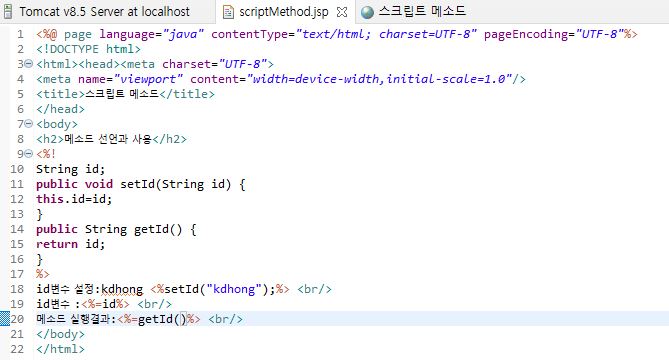 Tomcat v8.5 Server at localhost scriptMethod.jsp 스크립트 메소드
1 <%@ page language="java" contentType="text/html; charset=UTF-8" pageEncoding="UTF-8"%>
2 <!DOCTYPE html>
3 <html><head><meta charset="UTF-8">
4 <meta name="viewport" content="width=device-width,initial-scale=1.0"/>
5 <title>스크립트 메소드</title>
6 </head>
7 <body>
8 <h2>메소드 선언과 사용</h2>
9 <%!
10 String id;
11 public void setId(String id) {
12 this.id=id;
13 }
14 public String getId() {
15 return id;
16 }
17 %>
18 id변수 설정:kdhong <%setId("kdhong");%> <br/>
19 id변수 :<%=id%> <br/>
20 메소드 실행결과:<%=getId()%> <br/>
21 </body>
22 </html>